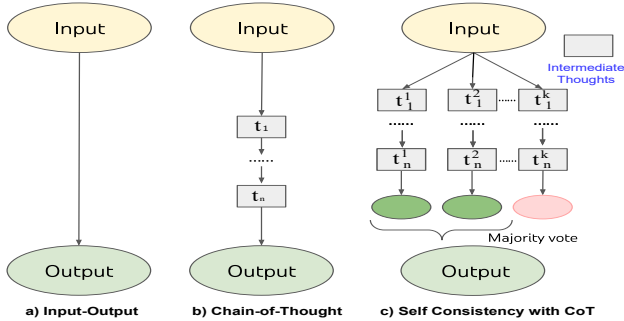 Input
Output
a) Input-Output
Input
t₁
......
tₙ
Output
b) Chain-of-Thought
Input
Intermediate
Thoughts
t¹₁ t²₁ ...... tᵏ₁
...... ...... ......
t¹ₙ t²ₙ ...... tᵏₙ
Majority vote
Output
c) Self Consistency with CoT